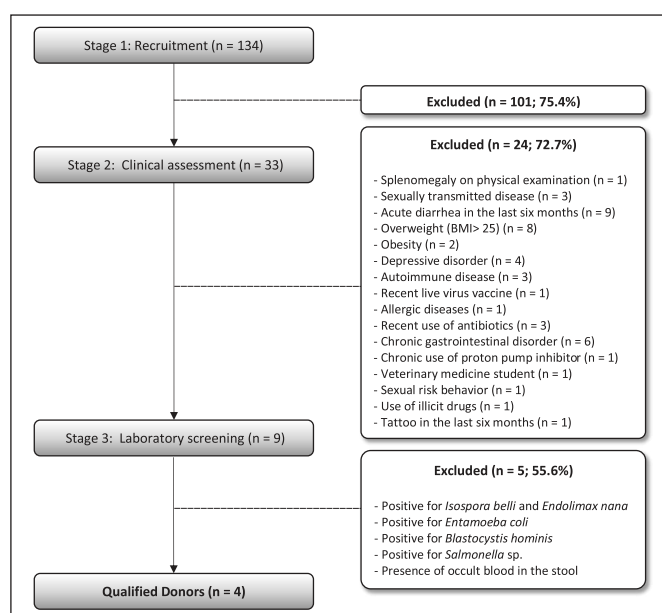 Stage 1: Recruitment (n = 134)
Excluded (n = 101; 75.4%)
Stage 2: Clinical assessment (n = 33)
Excluded (n = 24; 72.7%)
- Splenomegaly on physical examination (n = 1)
- Sexually transmitted disease (n = 3)
- Acute diarrhea in the last six months (n = 9)
- Overweight (BMI> 25) (n = 8)
- Obesity (n = 2)
- Depressive disorder (n = 4)
- Autoimmune disease (n = 3)
- Recent live virus vaccine (n = 1)
- Allergic diseases (n = 1)
- Recent use of antibiotics (n = 3)
- Chronic gastrointestinal disorder (n = 6)
- Chronic use of proton pump inhibitor (n = 1)
- Veterinary medicine student (n = 1)
- Sexual risk behavior (n = 1)
- Use of illicit drugs (n = 1)
- Tattoo in the last six months (n = 1)
Stage 3: Laboratory screening (n = 9)
Excluded (n = 5; 55.6%)
- Positive for Isospora belli and Endolimax nana
- Positive for Entamoeba coli
- Positive for Blastocystis hominis
- Positive for Salmonella sp.
- Presence of occult blood in the stool
Qualified Donors (n = 4)